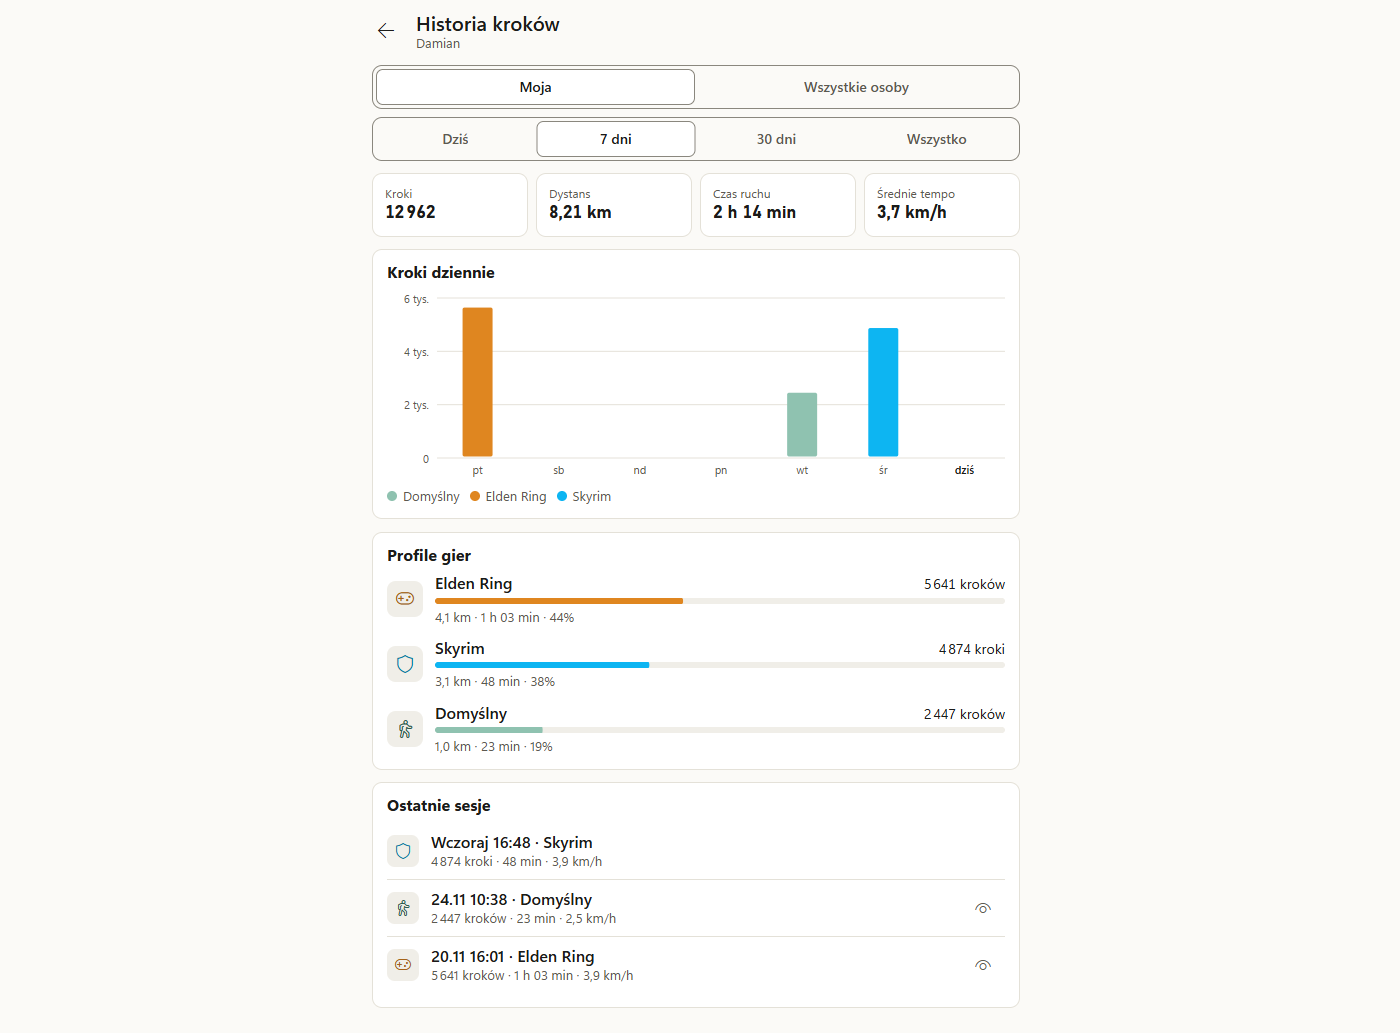 Historia kroków
Damian
Moja
Wszystkie osoby
Dziś
7 dni
30 dni
Wszystko
Kroki
12 962
Dystans
8,21 km
Czas ruchu
2 h 14 min
Średnie tempo
3,7 km/h
Kroki dziennie
6 tys.
4 tys.
2 tys.
0
pt sb nd pn wt śr dziś
Domyślny Elden Ring Skyrim
Profile gier
Elden Ring 5 641 kroków
4,1 km · 1 h 03 min · 44%
Skyrim 4 874 kroki
3,1 km · 48 min · 38%
Domyślny 2 447 kroków
1,0 km · 23 min · 19%
Ostatnie sesje
Wczoraj 16:48 · Skyrim
4 874 kroki · 48 min · 3,9 km/h
24.11 10:38 · Domyślny
2 447 kroków · 23 min · 2,5 km/h
20.11 16:01 · Elden Ring
5 641 kroków · 1 h 03 min · 3,9 km/h